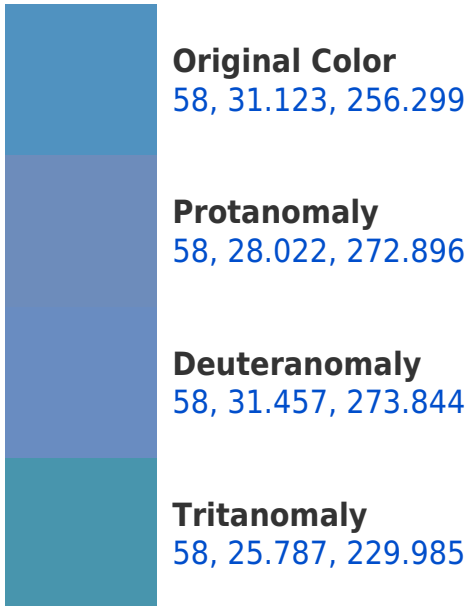 Original Color
58, 31.123, 256.299
Protanomaly
58, 28.022, 272.896
Deuteranomaly
58, 31.457, 273.844
Tritanomaly
58, 25.787, 229.985